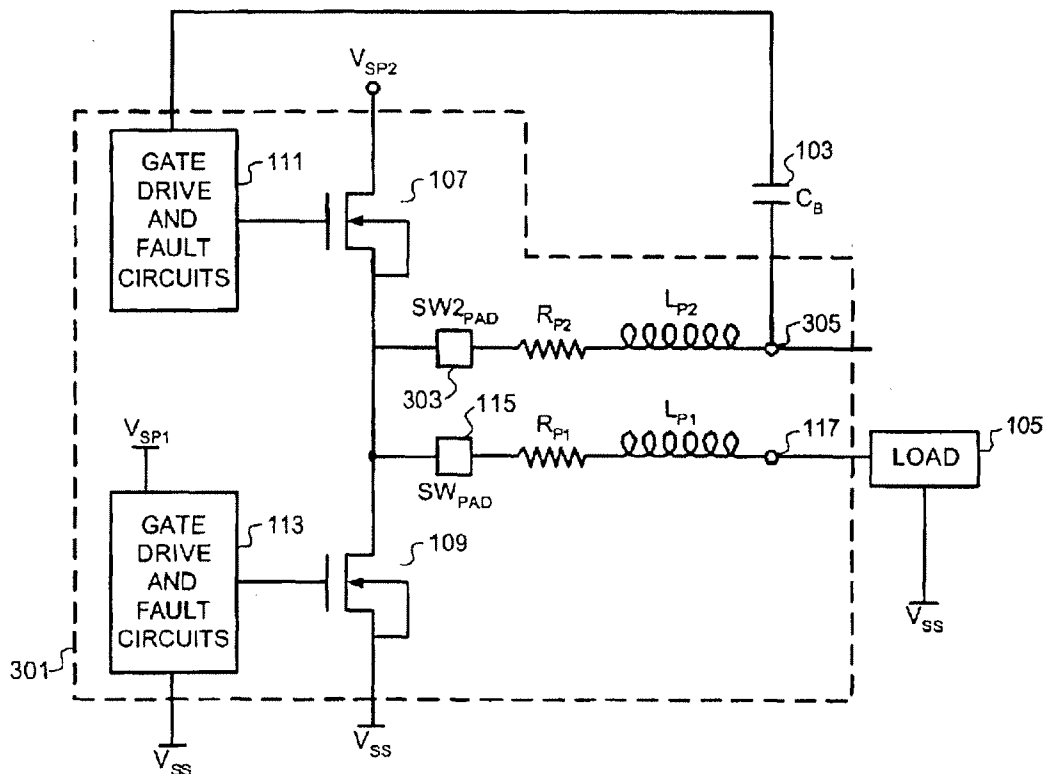 V_SP2
103
GATE
DRIVE
AND
FAULT
CIRCUITS
111
107
C_B
SW2_PAD
R_P2
L_P2
305
303
115
V_SP1
R_P1
L_P1
117
105
LOAD
SW_PAD
GATE
DRIVE
AND
FAULT
CIRCUITS
113
109
V_SS
301
V_SS
V_SS